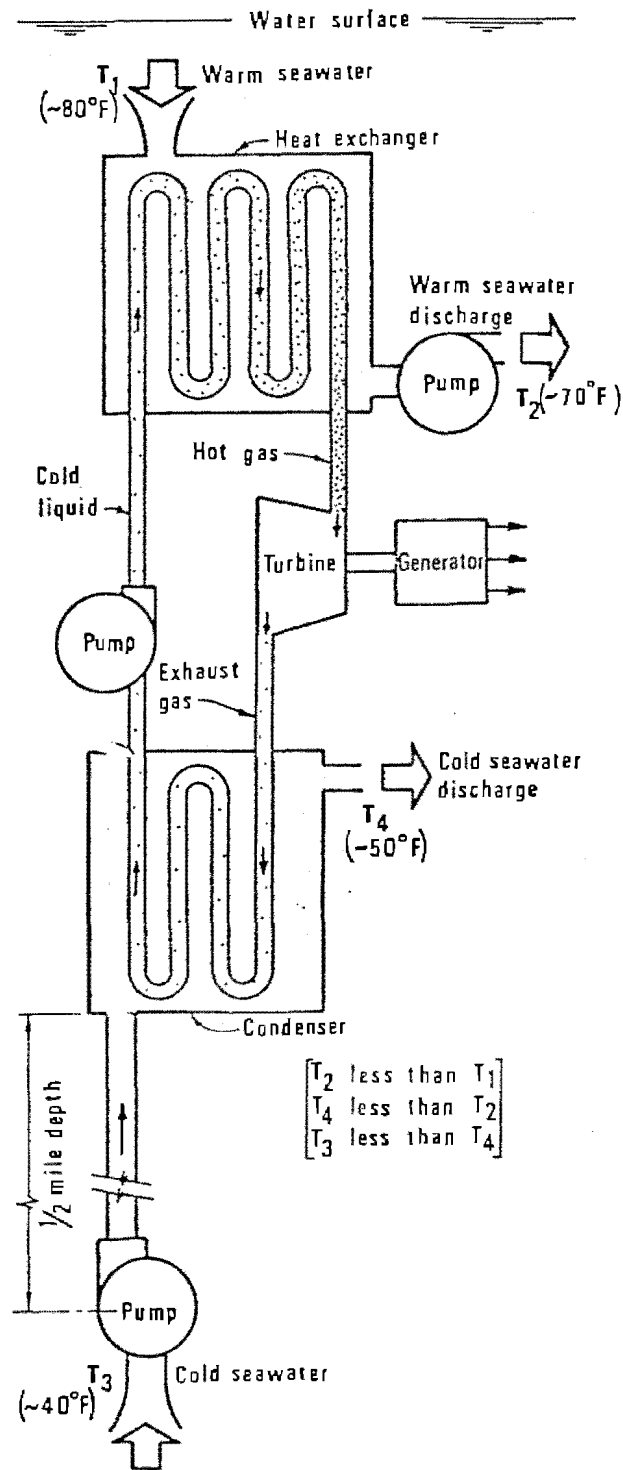 Water surface
T₁
(~80°F)
Warm seawater
Heat exchanger
Warm seawater
discharge
Pump
T₂(~70°F)
Hot gas
Cold
liquid
Turbine
Generator
Pump
Exhaust
gas
Cold seawater
discharge
T₄
(~50°F)
Condenser
T₂ less than T₁
T₄ less than T₂
T₃ less than T₄
½ mile depth
Pump
T₃
(~40°F)
Cold seawater